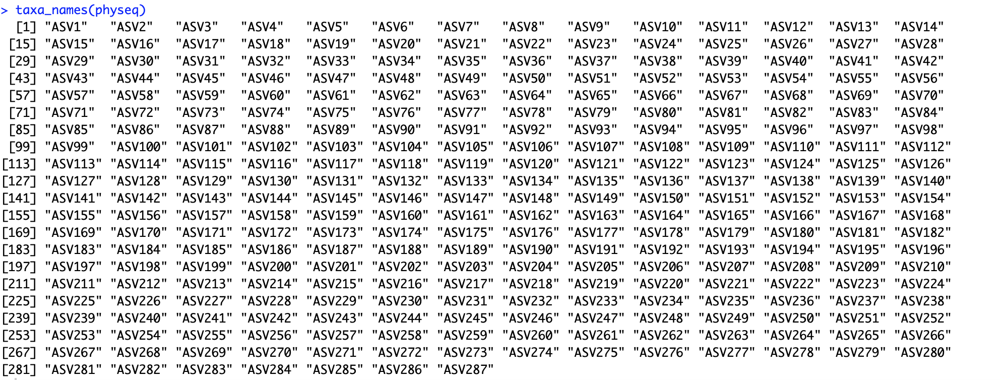 > taxa_names(physeq)
[1] "ASV1" "ASV2" "ASV3" "ASV4" "ASV5" "ASV6" "ASV7" "ASV8" "ASV9" "ASV10" "ASV11" "ASV12" "ASV13" "ASV14"
[15] "ASV15" "ASV16" "ASV17" "ASV18" "ASV19" "ASV20" "ASV21" "ASV22" "ASV23" "ASV24" "ASV25" "ASV26" "ASV27" "ASV28"
[29] "ASV29" "ASV30" "ASV31" "ASV32" "ASV33" "ASV34" "ASV35" "ASV36" "ASV37" "ASV38" "ASV39" "ASV40" "ASV41" "ASV42"
[43] "ASV43" "ASV44" "ASV45" "ASV46" "ASV47" "ASV48" "ASV49" "ASV50" "ASV51" "ASV52" "ASV53" "ASV54" "ASV55" "ASV56"
[57] "ASV57" "ASV58" "ASV59" "ASV60" "ASV61" "ASV62" "ASV63" "ASV64" "ASV65" "ASV66" "ASV67" "ASV68" "ASV69" "ASV70"
[71] "ASV71" "ASV72" "ASV73" "ASV74" "ASV75" "ASV76" "ASV77" "ASV78" "ASV79" "ASV80" "ASV81" "ASV82" "ASV83" "ASV84"
[85] "ASV85" "ASV86" "ASV87" "ASV88" "ASV89" "ASV90" "ASV91" "ASV92" "ASV93" "ASV94" "ASV95" "ASV96" "ASV97" "ASV98"
[99] "ASV99" "ASV100" "ASV101" "ASV102" "ASV103" "ASV104" "ASV105" "ASV106" "ASV107" "ASV108" "ASV109" "ASV110" "ASV111" "ASV112"
[113] "ASV113" "ASV114" "ASV115" "ASV116" "ASV117" "ASV118" "ASV119" "ASV120" "ASV121" "ASV122" "ASV123" "ASV124" "ASV125" "ASV126"
[127] "ASV127" "ASV128" "ASV129" "ASV130" "ASV131" "ASV132" "ASV133" "ASV134" "ASV135" "ASV136" "ASV137" "ASV138" "ASV139" "ASV140"
[141] "ASV141" "ASV142" "ASV143" "ASV144" "ASV145" "ASV146" "ASV147" "ASV148" "ASV149" "ASV150" "ASV151" "ASV152" "ASV153" "ASV154"
[155] "ASV155" "ASV156" "ASV157" "ASV158" "ASV159" "ASV160" "ASV161" "ASV162" "ASV163" "ASV164" "ASV165" "ASV166" "ASV167" "ASV168"
[169] "ASV169" "ASV170" "ASV171" "ASV172" "ASV173" "ASV174" "ASV175" "ASV176" "ASV177" "ASV178" "ASV179" "ASV180" "ASV181" "ASV182"
[183] "ASV183" "ASV184" "ASV185" "ASV186" "ASV187" "ASV188" "ASV189" "ASV190" "ASV191" "ASV192" "ASV193" "ASV194" "ASV195" "ASV196"
[197] "ASV197" "ASV198" "ASV199" "ASV200" "ASV201" "ASV202" "ASV203" "ASV204" "ASV205" "ASV206" "ASV207" "ASV208" "ASV209" "ASV210"
[211] "ASV211" "ASV212" "ASV213" "ASV214" "ASV215" "ASV216" "ASV217" "ASV218" "ASV219" "ASV220" "ASV221" "ASV222" "ASV223" "ASV224"
[225] "ASV225" "ASV226" "ASV227" "ASV228" "ASV229" "ASV230" "ASV231" "ASV232" "ASV233" "ASV234" "ASV235" "ASV236" "ASV237" "ASV238"
[239] "ASV239" "ASV240" "ASV241" "ASV242" "ASV243" "ASV244" "ASV245" "ASV246" "ASV247" "ASV248" "ASV249" "ASV250" "ASV251" "ASV252"
[253] "ASV253" "ASV254" "ASV255" "ASV256" "ASV257" "ASV258" "ASV259" "ASV260" "ASV261" "ASV262" "ASV263" "ASV264" "ASV265" "ASV266"
[267] "ASV267" "ASV268" "ASV269" "ASV270" "ASV271" "ASV272" "ASV273" "ASV274" "ASV275" "ASV276" "ASV277" "ASV278" "ASV279" "ASV280"
[281] "ASV281" "ASV282" "ASV283" "ASV284" "ASV285" "ASV286" "ASV287"